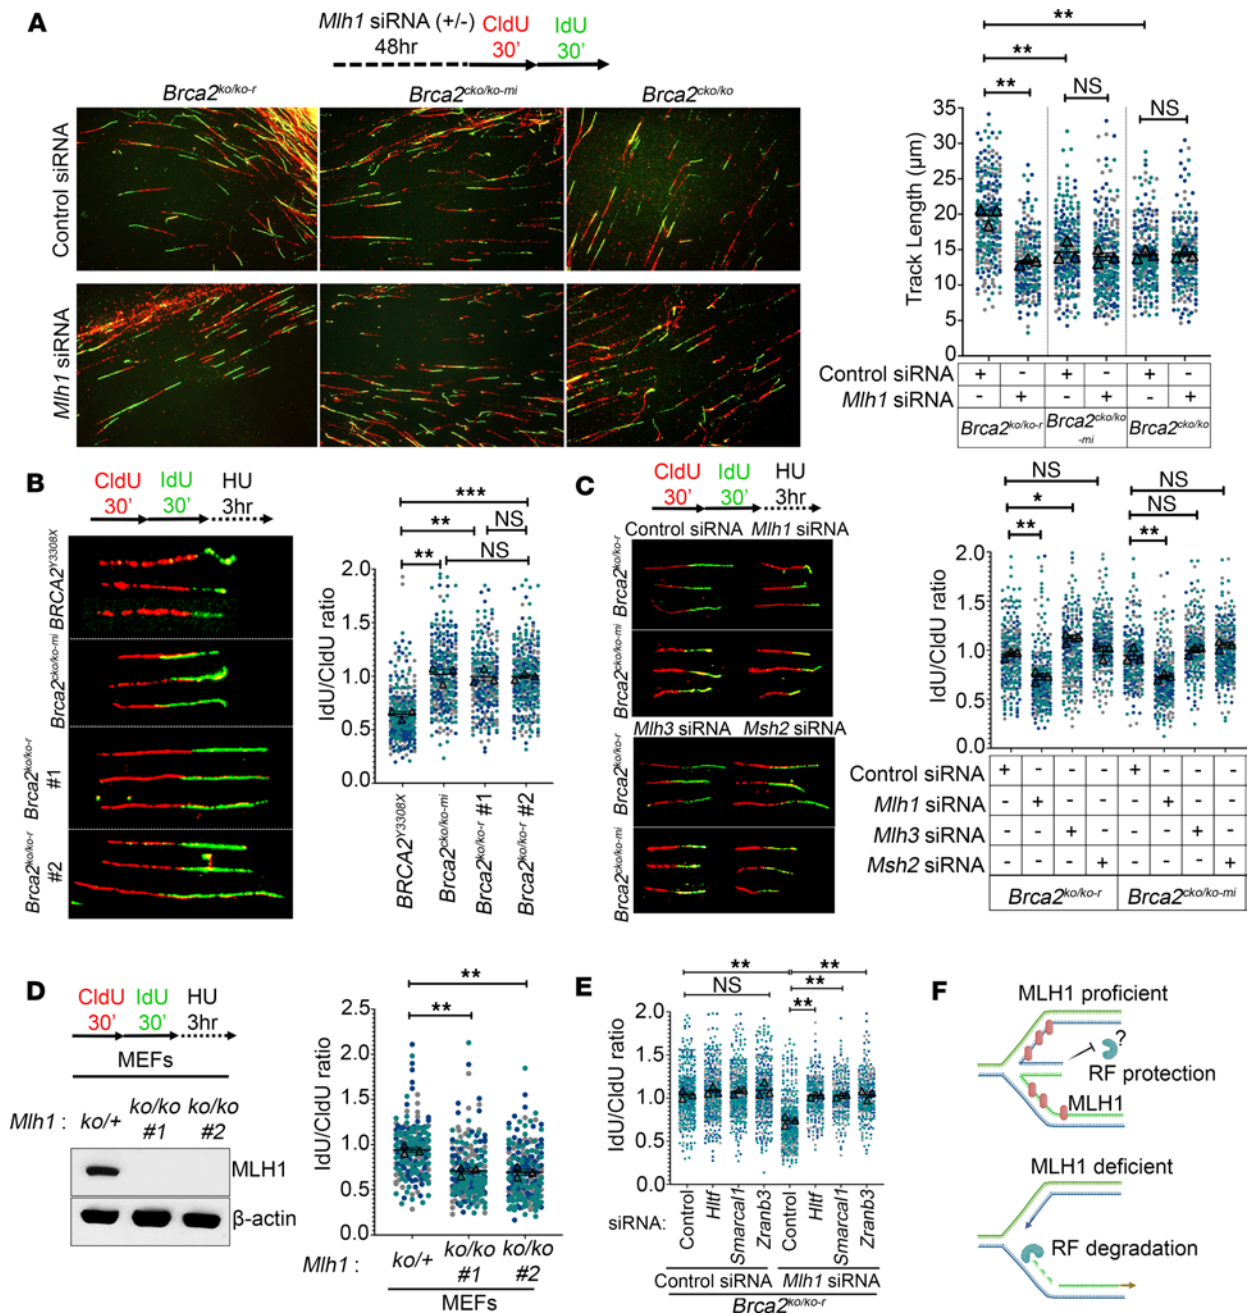 A
Mlh1 siRNA (+/-) CldU IdU
48hr 30' 30'
Brca2ko/ko-r Brca2cko/ko-mi Brca2cko/ko
Control siRNA
Mlh1 siRNA
** 
**
** NS NS
Track Length (µm)
35
30
25
20
15
10
5
0
Control siRNA + - + - + -
Mlh1 siRNA - + - + - +
Brca2ko/ko-r Brca2cko/ko-mi Brca2cko/ko
B
CldU IdU HU
30' 30' 3hr
BRCA2Y3308X
Brca2cko/ko-mi
Brca2ko/ko-r #1
Brca2ko/ko-r #2
***
** NS
** NS
IdU/CldU ratio
2.0
1.5
1.0
0.5
0.0
BRCA2Y3308X
Brca2cko/ko-mi
Brca2ko/ko-r #1
Brca2ko/ko-r #2
C
CldU IdU HU
30' 30' 3hr
Control siRNA Mlh1 siRNA
Brca2ko/ko-r
Brca2cko/ko-mi
Mlh3 siRNA Msh2 siRNA
Brca2ko/ko-r
Brca2cko/ko-mi
NS NS
* NS
** **
IdU/CldU ratio
2.0
1.5
1.0
0.5
0.0
Control siRNA + - - - + - - -
Mlh1 siRNA - + - - - + - -
Mlh3 siRNA - - + - - - + -
Msh2 siRNA - - - + - - - +
Brca2ko/ko-r Brca2cko/ko-mi
D
CldU IdU HU
30' 30' 3hr
MEFs
Mlh1 : ko/+ ko/ko #1 ko/ko #2
MLH1
β-actin
**
**
IdU/CldU ratio
2.5
2.0
1.5
1.0
0.5
0.0
Mlh1 : ko/+ ko/ko #1 ko/ko #2
MEFs
E
** **
NS **
**
IdU/CldU ratio
2.0
1.5
1.0
0.5
0.0
siRNA:
Control
Hltf
Smarcal1
Zranb3
Control
Hltf
Smarcal1
Zranb3
Control siRNA Mlh1 siRNA
Brca2ko/ko-r
F
MLH1 proficient
?
RF protection
MLH1
MLH1 deficient
RF degradation